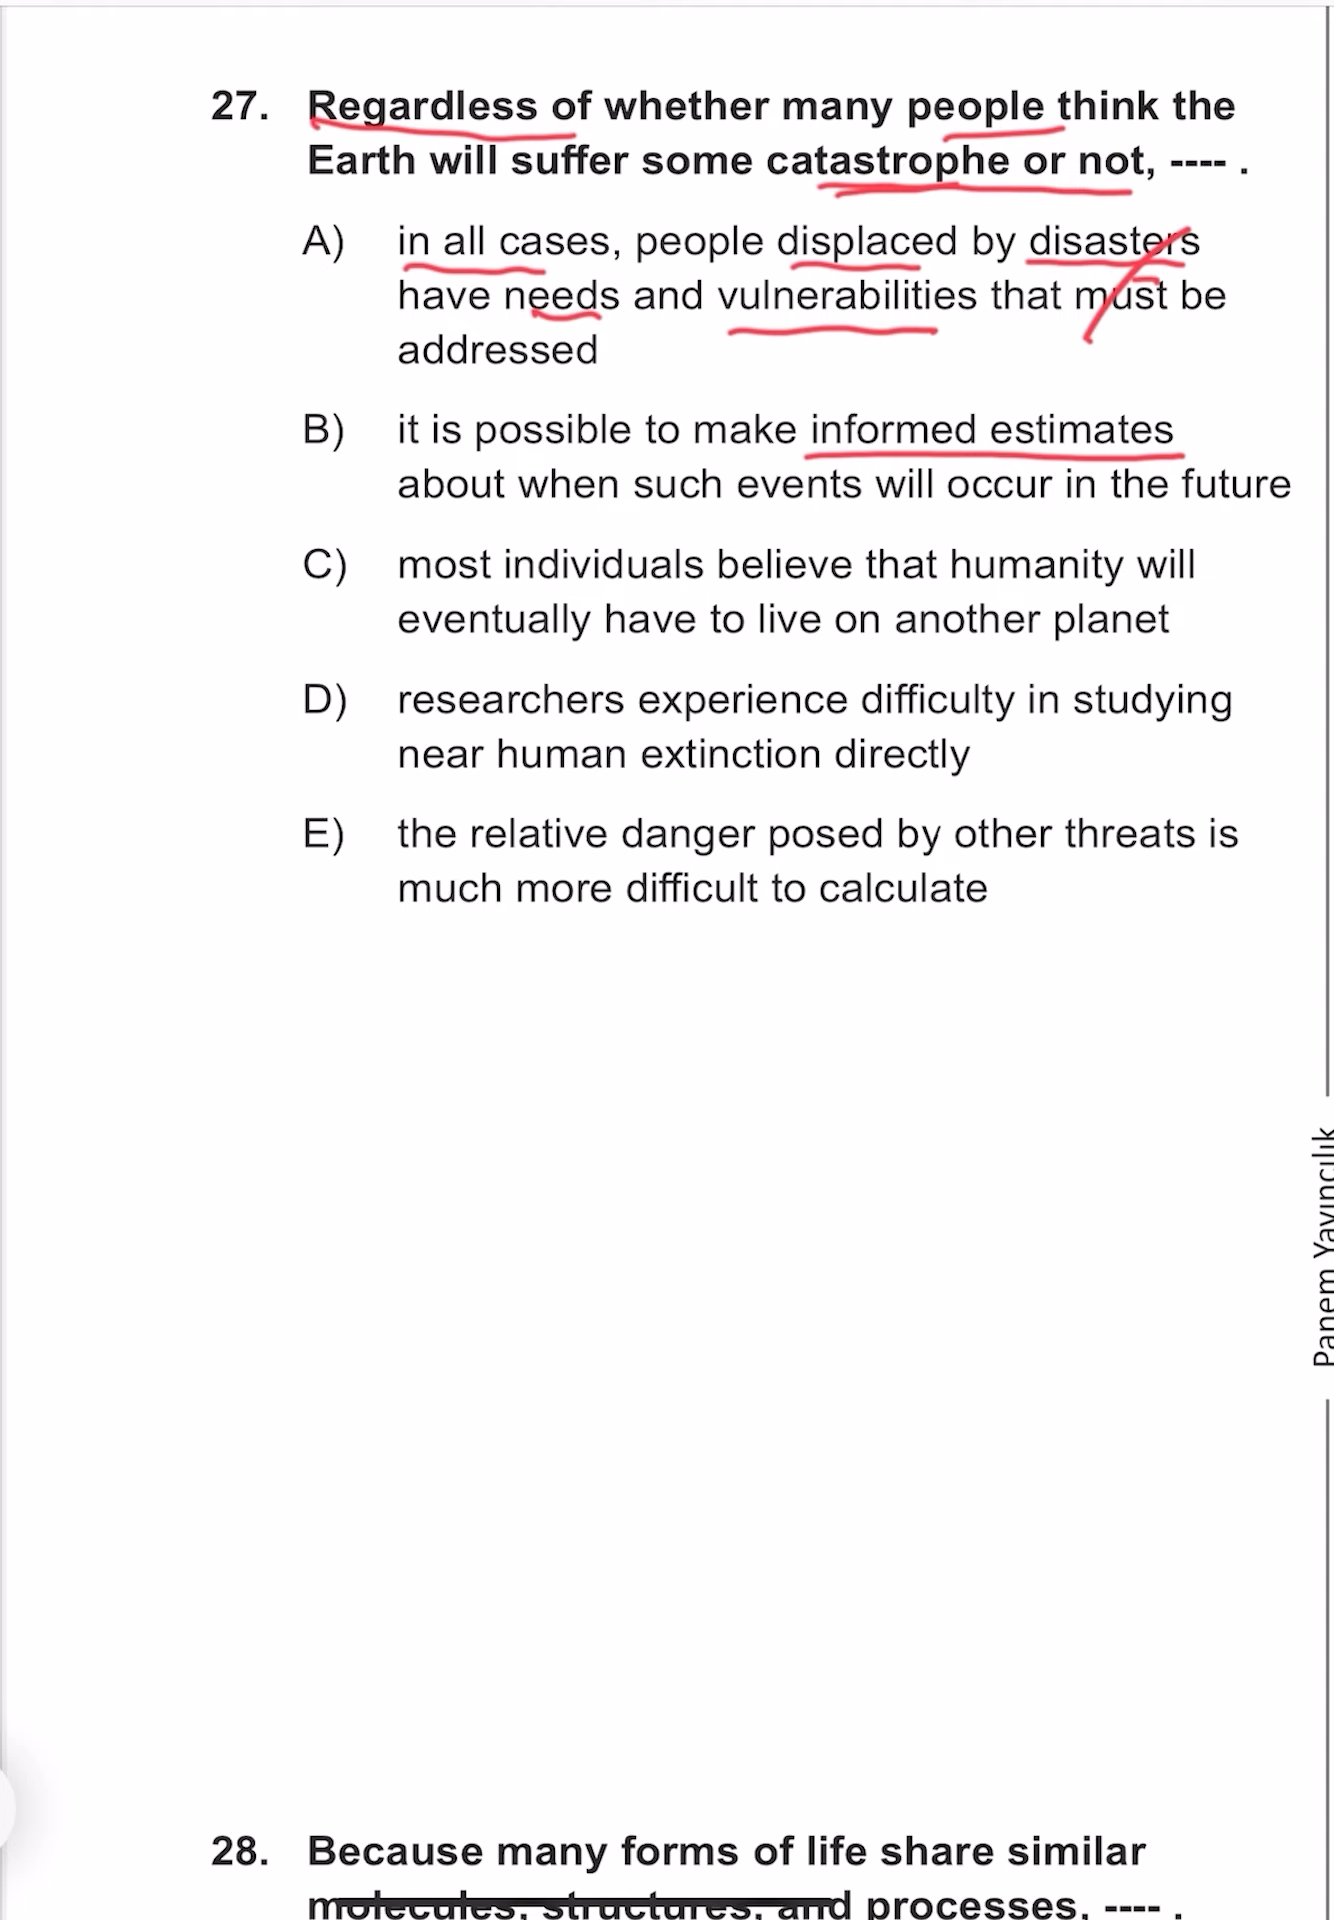 27. Regardless of whether many people think the
Earth will suffer some catastrophe or not, ---- .
A) in all cases, people displaced by disasters
have needs and vulnerabilities that must be
addressed
B) it is possible to make informed estimates
about when such events will occur in the future
C) most individuals believe that humanity will
eventually have to live on another planet
D) researchers experience difficulty in studying
near human extinction directly
E) the relative danger posed by other threats is
much more difficult to calculate
Panem Yayıncılık
28. Because many forms of life share similar
molecules, structures, and processes, ---- .